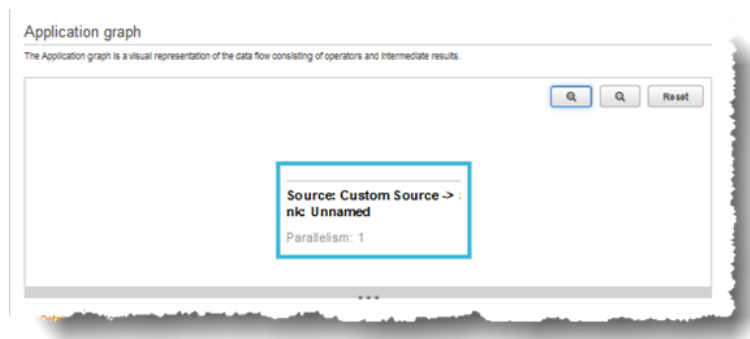 Application graph
The Application graph is a visual representation of the data flow consisting of operators and intermediate results.
Reset
Source: Custom Source ->
nk: Unnamed
Parallelism: 1